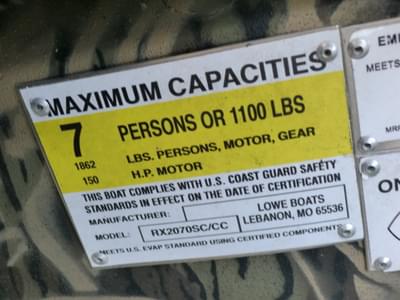 MAXIMUM CAPACITIES
7 PERSONS OR 1100 LBS
1862 LBS. PERSONS, MOTOR, GEAR
150 H.P. MOTOR
THIS BOAT COMPLIES WITH U.S. COAST GUARD SAFETY
STANDARDS IN EFFECT ON THE DATE OF CERTIFICATION
MANUFACTURER: LOWE BOATS
LEBANON, MO 65536
MODEL: RX2070SC/CC
MEETS U.S. EVAP STANDARD USING CERTIFIED COMPONENTS
EMI
MEETS
MRF
ON